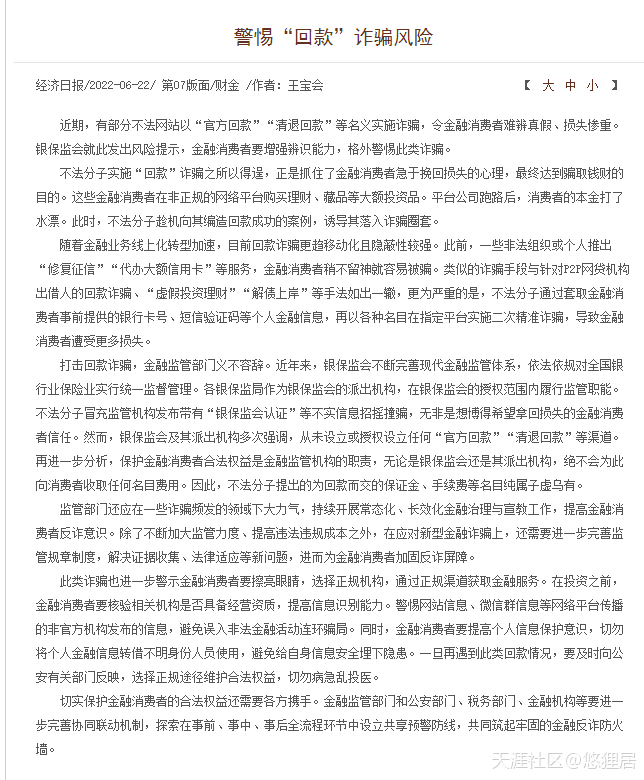 警惕“回款”诈骗风险
经济日报/2022-06-22/ 第07版面/财金 /作者：王宝会
【 大 中 小 】
近期，有部分不法网站以“官方回款”“清退回款”等名义实施诈骗，令金融消费者难辨真假、损失惨重。
银保监会就此发出风险提示，金融消费者要增强辨识能力，格外警惕此类诈骗。
不法分子实施“回款”诈骗之所以得逞，正是抓住了金融消费者急于挽回损失的心理，最终达到骗取钱财的
目的。这些金融消费者在非正规的网络平台购买理财、藏品等大额投资品。平台公司跑路后，消费者的本金打了
水漂。此时，不法分子趁机向其编造回款成功的案例，诱导其落入诈骗圈套。
随着金融业务线上化转型加速，目前回款诈骗更趋移动化且隐蔽性较强。此前，一些非法组织或个人推出
“修复征信”“代办大额信用卡”等服务，金融消费者稍不留神就容易被骗。类似的诈骗手段与针对P2P网贷机构
出借人的回款诈骗、“虚假投资理财”“解债上岸”等手法如出一辙，更为严重的是，不法分子通过套取金融消
费者事前提供的银行卡号、短信验证码等个人金融信息，再以各种名目在指定平台实施二次精准诈骗，导致金融
消费者遭受更多损失。
打击回款诈骗，金融监管部门义不容辞。近年来，银保监会不断完善现代金融监管体系，依法依规对全国银
行业保险业实行统一监督管理。各银保监局作为银保监会的派出机构，在银保监会的授权范围内履行监管职能。
不法分子冒充监管机构发布带有“银保监会认证”等不实信息招摇撞骗，无非是想博得希望拿回损失的金融消费
者信任。然而，银保监会及其派出机构多次强调，从未设立或授权设立任何“官方回款”“清退回款”等渠道。
再进一步分析，保护金融消费者合法权益是金融监管机构的职责，无论是银保监会还是其派出机构，绝不会为此
向消费者收取任何名目费用。因此，不法分子提出的为回款而交的保证金、手续费等名目纯属子虚乌有。
监管部门还应在一些诈骗频发的领域下大力气，持续开展常态化、长效化金融治理与宣教工作，提高金融消
费者反诈意识。除了不断加大监管力度、提高违法违规成本之外，在应对新型金融诈骗上，还需要进一步完善监
管规章制度，解决证据收集、法律适应等新问题，进而为金融消费者加固反诈屏障。
此类诈骗也进一步警示金融消费者要擦亮眼睛，选择正规机构，通过正规渠道获取金融服务。在投资之前，
金融消费者要核验相关机构是否具备经营资质，提高信息识别能力。警惕网站信息、微信群信息等网络平台传播
的非官方机构发布的信息，避免误入非法金融活动连环骗局。同时，金融消费者要提高个人信息保护意识，切勿
将个人金融信息转借不明身份人员使用，避免给自身信息安全埋下隐患。一旦再遇到此类回款情况，要及时向公
安有关部门反映，选择正规途径维护合法权益，切勿病急乱投医。
切实保护金融消费者的合法权益还需要各方携手。金融监管部门和公安部门、税务部门、金融机构等要进一
步完善协同联动机制，探索在事前、事中、事后全流程环节中设立共享预警防线，共同筑起牢固的金融反诈防火
墙。
天涯社区@悠狸居